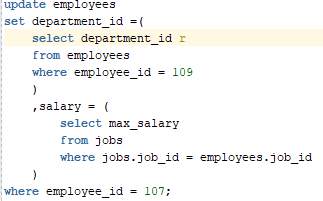 update employees
set department_id =(
    select department_id r
    from employees
    where employee_id = 109
    )
    ,salary = (
        select max_salary
        from jobs
        where jobs.job_id = employees.job_id
    )
where employee_id = 107;